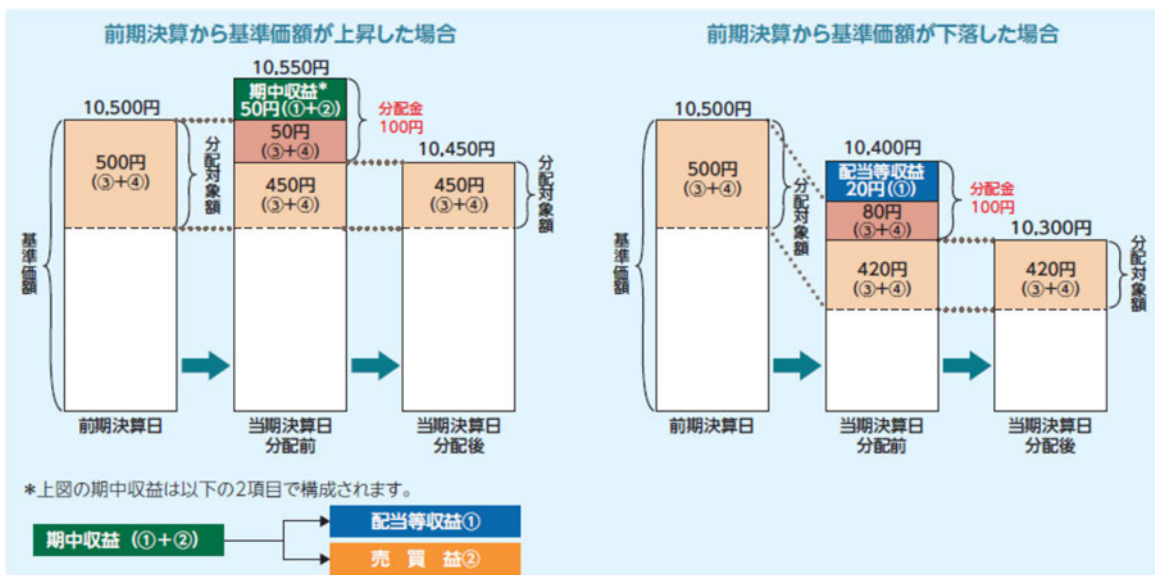 前期決算から基準価額が上昇した場合
10,500円
500円
(③+④)
分配対象額
基準価額
前期決算日
10,550円
期中収益*
50円(①+②)
50円
(③+④)
450円
(③+④)
分配金
100円
当期決算日
分配前
10,450円
450円
(③+④)
分配対象額
当期決算日
分配後
前期決算から基準価額が下落した場合
10,500円
500円
(③+④)
分配対象額
基準価額
前期決算日
10,400円
配当等収益
20円(①)
80円
(③+④)
420円
(③+④)
分配金
100円
当期決算日
分配前
10,300円
420円
(③+④)
分配対象額
当期決算日
分配後
*上図の期中収益は以下の2項目で構成されます。
期中収益 (①+②)
配当等収益①
売 買 益②